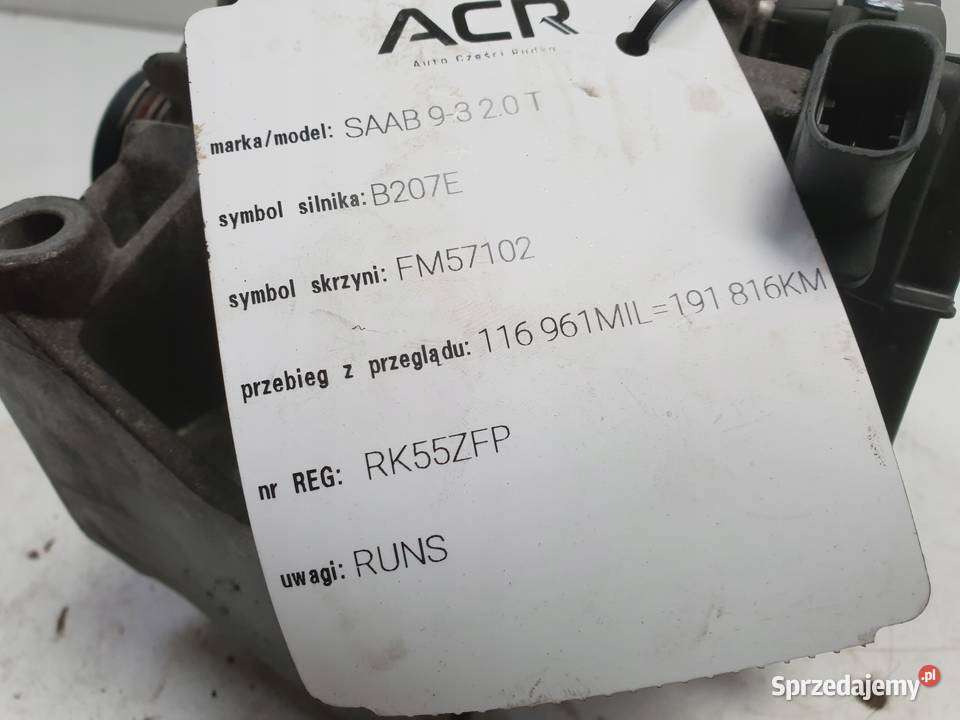 ACR
Auto Części
marka/model: SAAB 9-3 2.0 T
symbol silnika: B207E
symbol skrzyni: FM57102
przebieg z przeglądu: 116 961MIL=191 816KM
nr REG: RK55ZFP
uwagi: RUNS
Sprzedajemy.pl